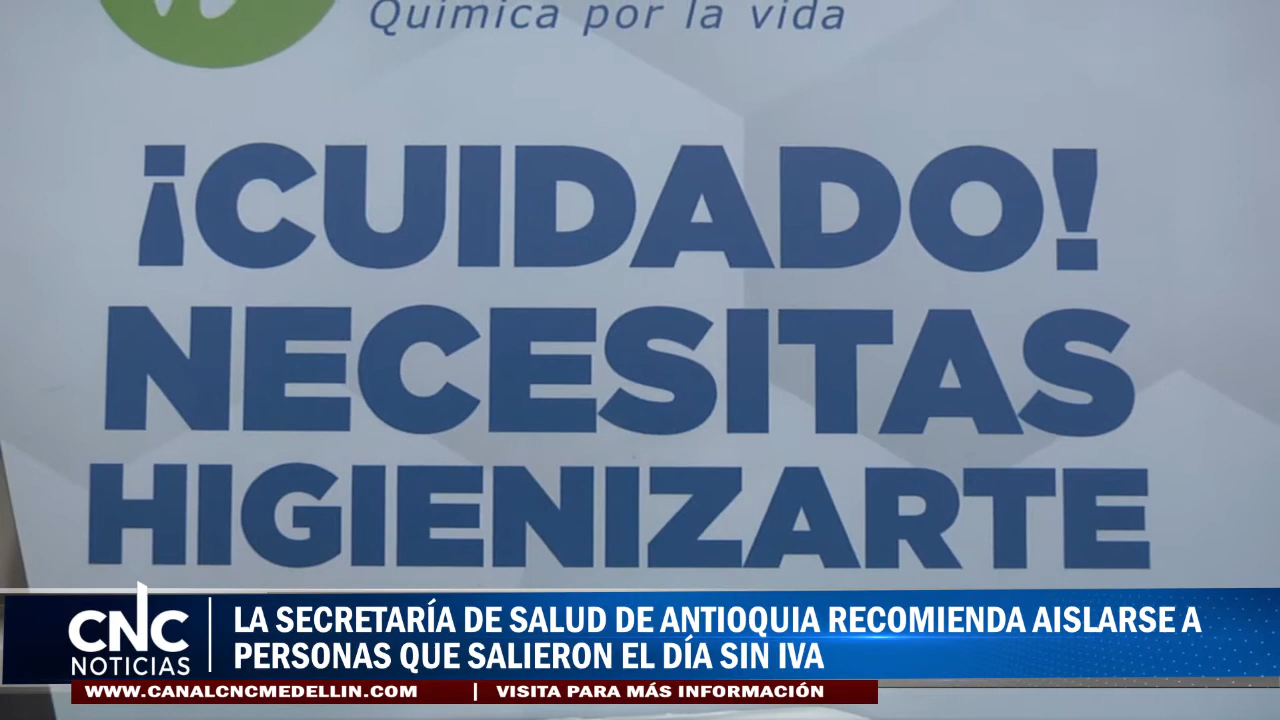 Química por la vida
¡CUIDADO!
NECESITAS
HIGIENIZARTE
CNC
NOTICIAS
LA SECRETARÍA DE SALUD DE ANTIOQUIA RECOMIENDA AISLARSE A
PERSONAS QUE SALIERON EL DÍA SIN IVA
WWW.CANALCNCMEDELLIN.COM | VISITA PARA MÁS INFORMACIÓN